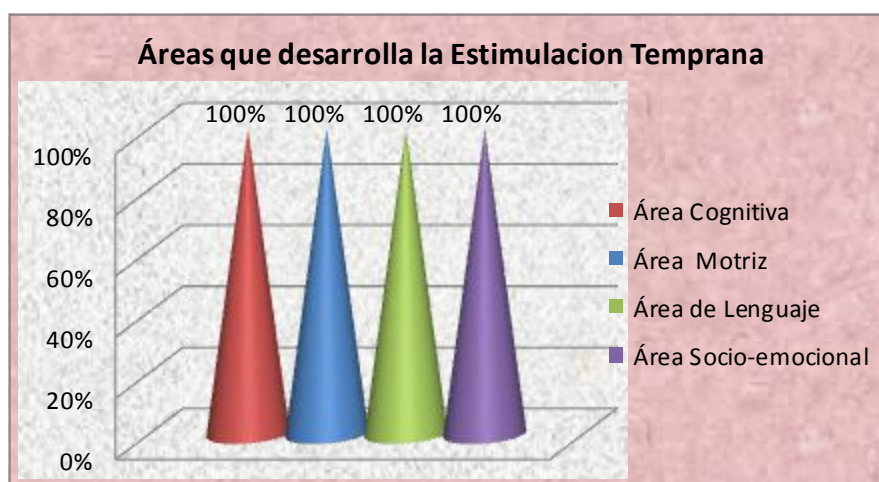 Áreas que desarrolla la Estimulacion Temprana
100% 100% 100% 100%
100%
80%
60%
40%
20%
0%
Área Cognitiva
Área Motriz
Área de Lenguaje
Área Socio-emocional